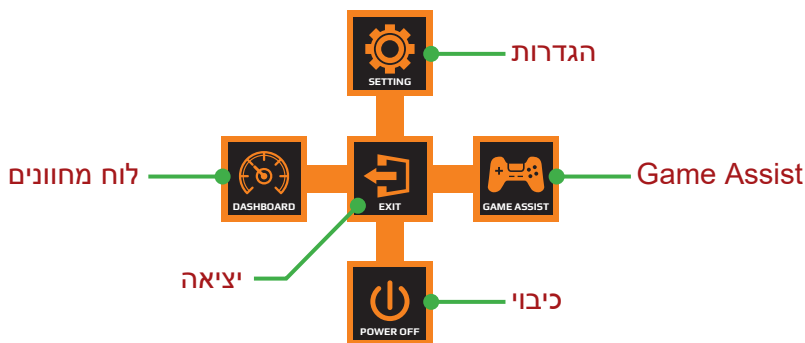 הגדרות
SETTING
לוח מחוונים
DASHBOARD
EXIT
GAME ASSIST
Game Assist
יציאה
כיבוי
POWER OFF